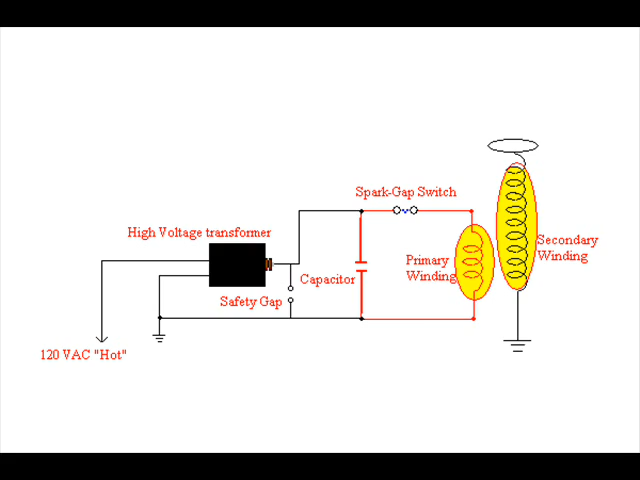 Spark-Gap Switch
High Voltage transformer
Secondary
Winding
Primary
Winding
Capacitor
Safety Gap
120 VAC "Hot"